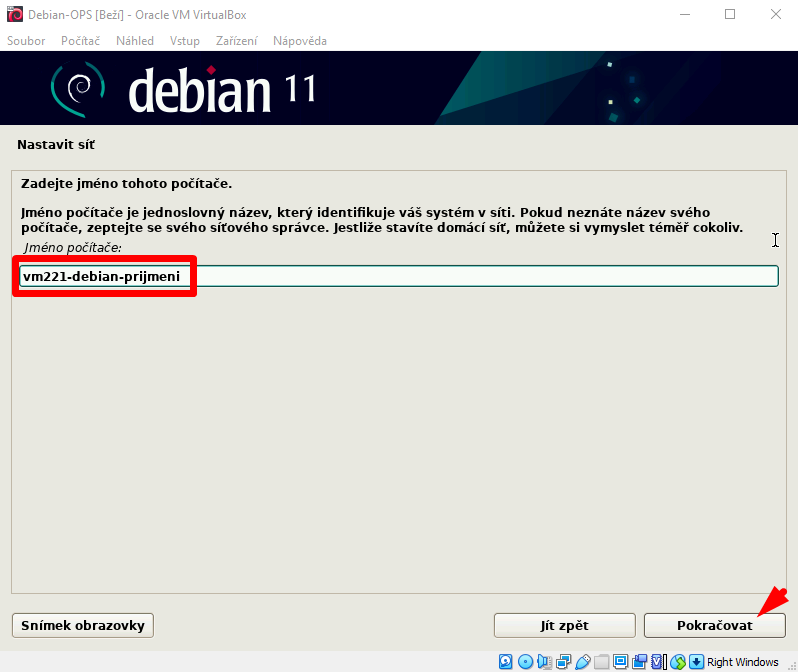 Debian-OPS [Beží] - Oracle VM VirtualBox
Soubor Počítač Náhled Vstup Zařízení Nápověda
debian 11
Nastavit síť
Zadejte jméno tohoto počítače.
Jméno počítače je jednoslovný název, který identifikuje váš systém v síti. Pokud neznáte název svého
počítače, zeptejte se svého síťového správce. Jestliže stavíte domácí síť, můžete si vymyslet téměř cokoliv.
Jméno počítače:
vm221-debian-prijmeni
Snímek obrazovky Jít zpět Pokračovat
Right Windows